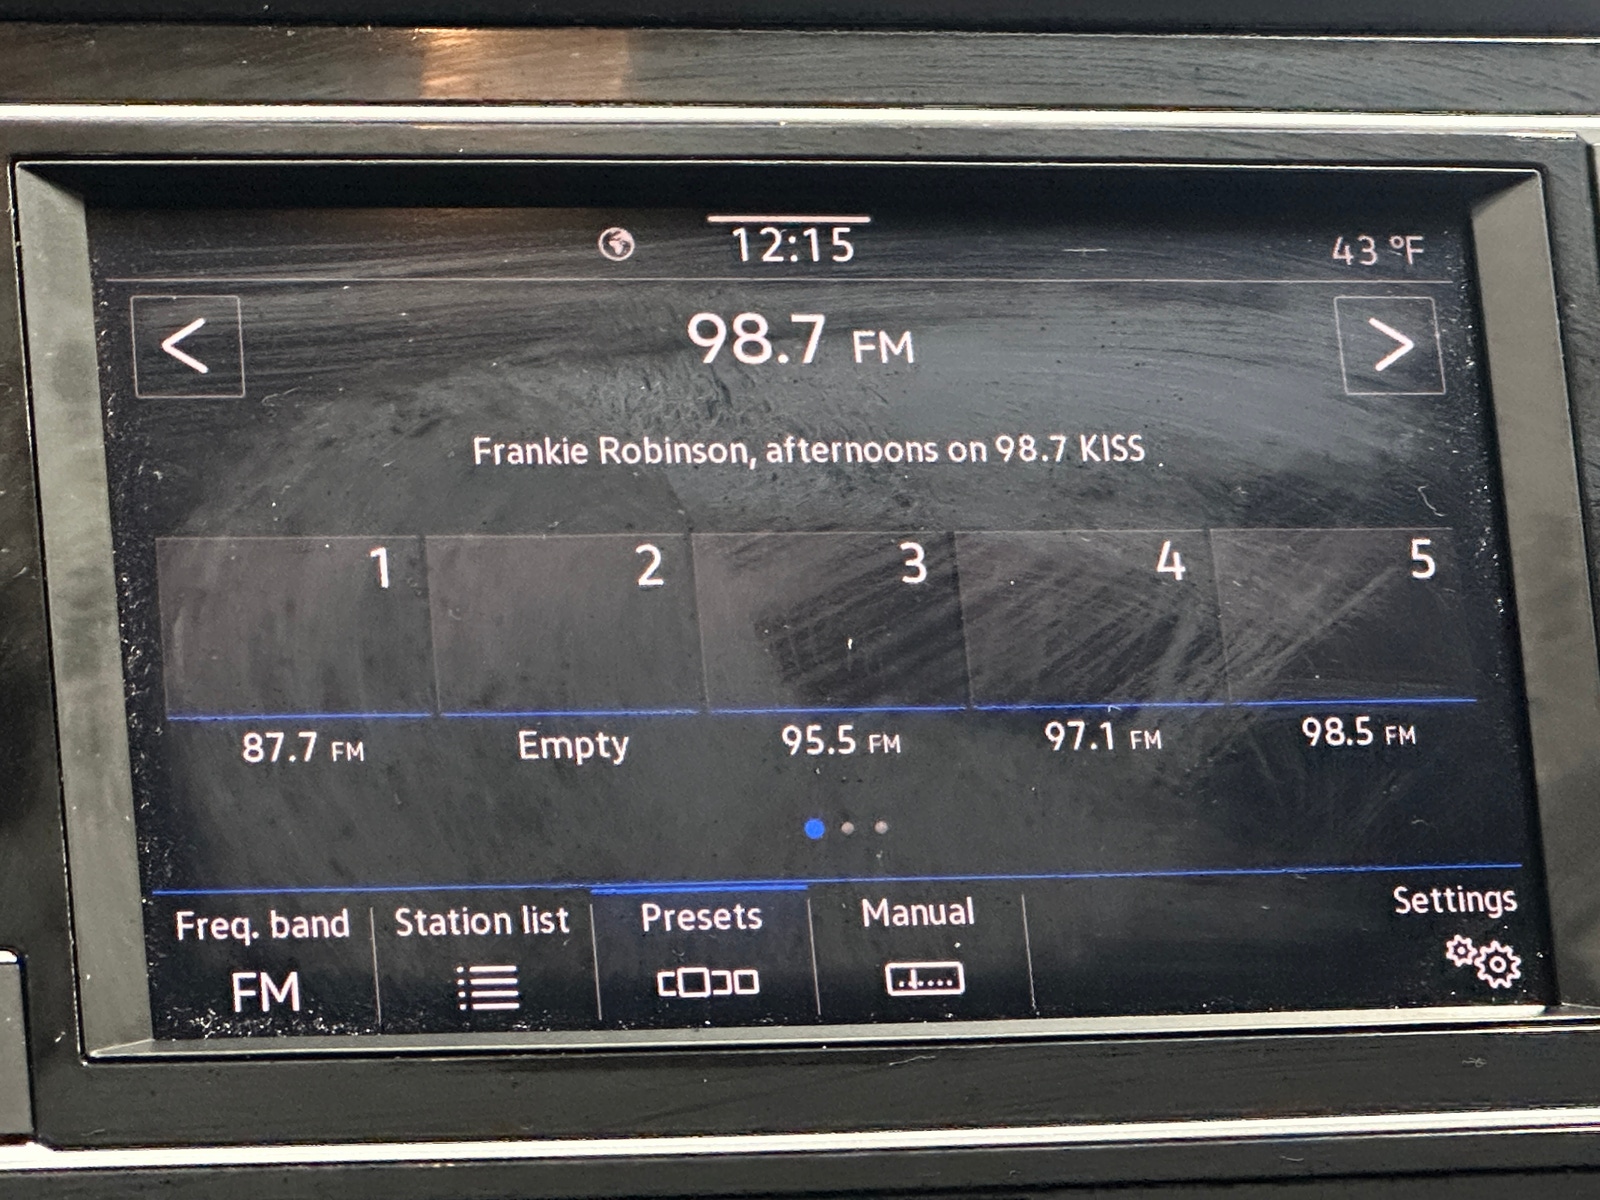 12:15
43 °F
<
98.7 FM
>
Frankie Robinson, afternoons on 98.7 KISS
1 2 3 4 5
87.7 FM Empty 95.5 FM 97.1 FM 98.5 FM
Freq. band Station list Presets Manual Settings
FM